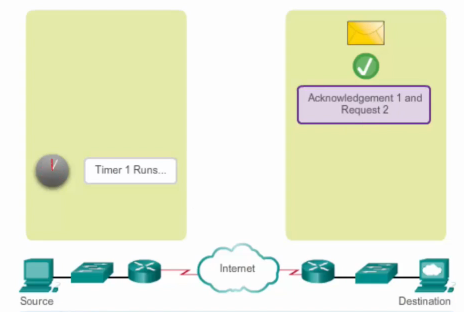 Acknowledgement 1 and
Request 2
Timer 1 Runs...
Internet
Source
Destination